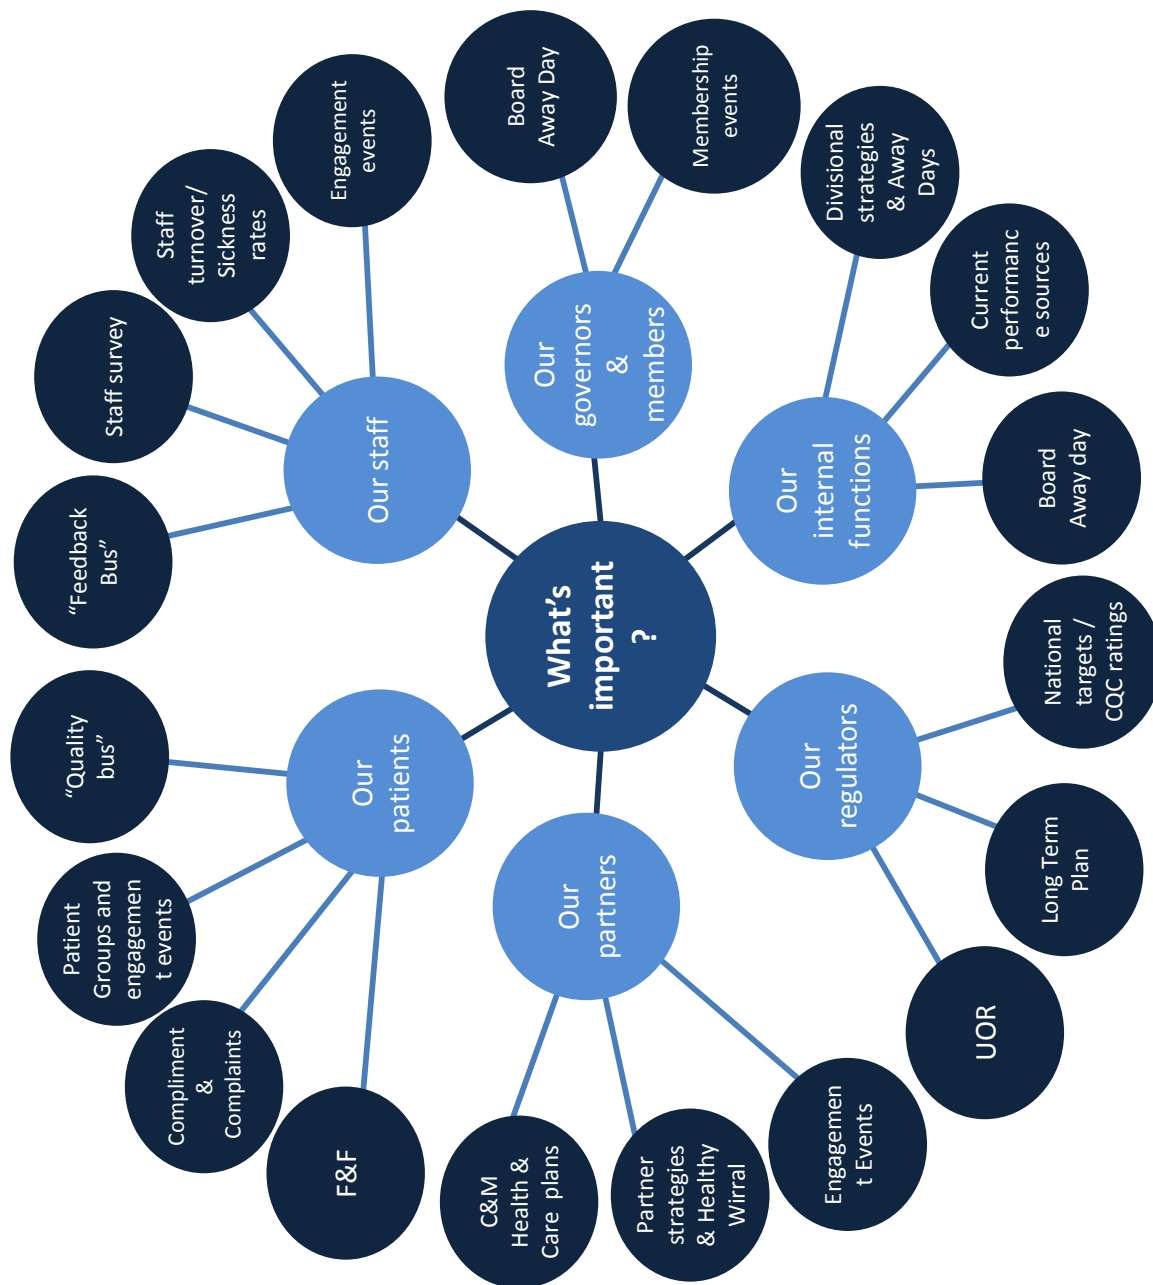 What's
important
?
Our
governors
&
members
Board
Away Day
Membership
events
Our
internal
functions
Divisional
strategies
& Away
Days
Current
performanc
e sources
Board
Away day
Our
regulators
National
targets /
CQC ratings
Long Term
Plan
UOR
Our
partners
Engagemen
t Events
Partner
strategies
& Healthy
Wirral
C&M
Health &
Care plans
Our
patients
F&F
Compliment
&
Complaints
Patient
Groups and
engagemen
t events
“Quality
bus”
Our staff
“Feedback
Bus”
Staff survey
Staff
turnover/
Sickness
rates
Engagement
events